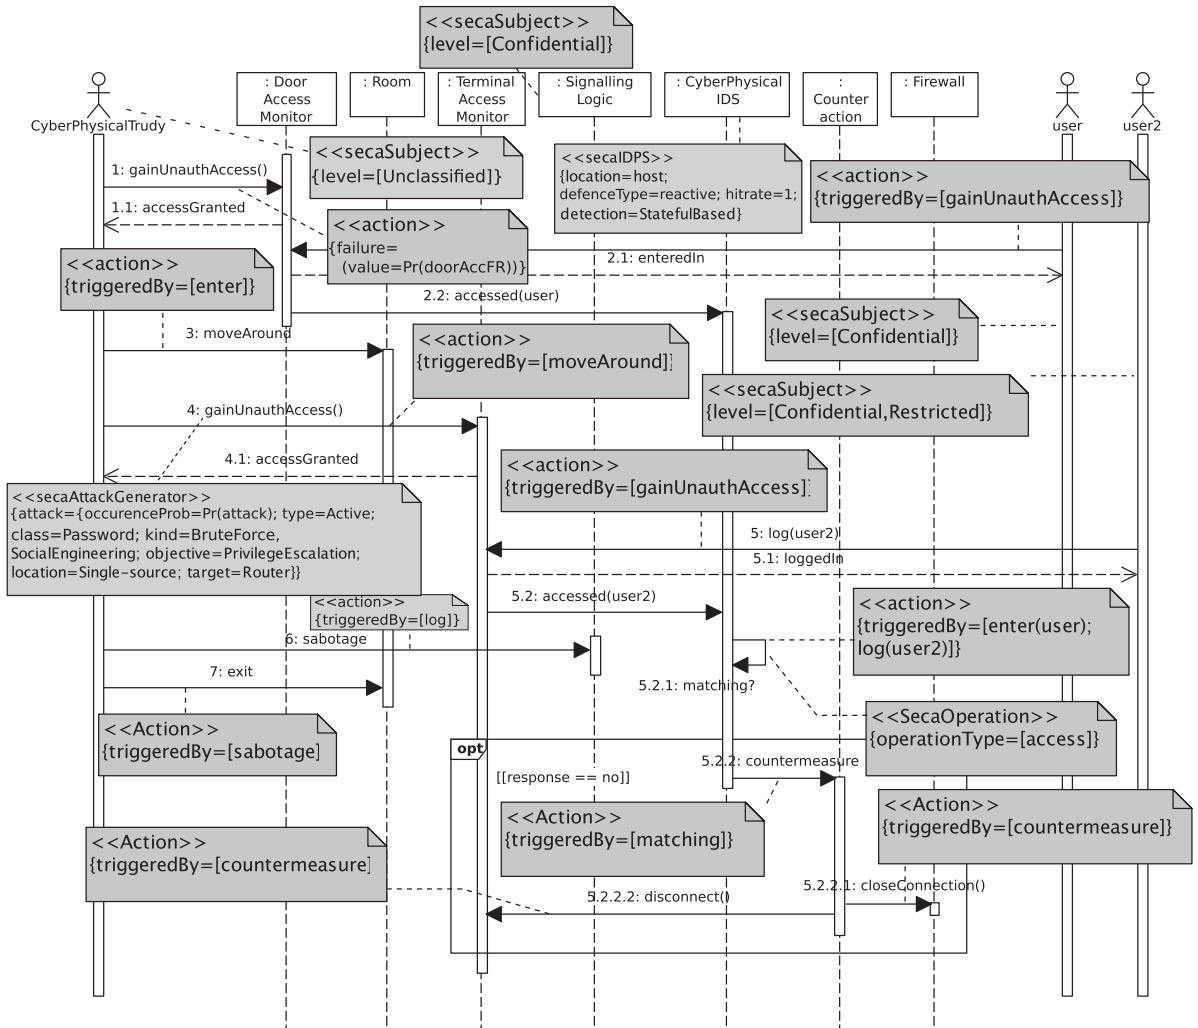 <<secaSubject>>
{level=[Confidential]}
: Door
Access
Monitor
: Room
: Terminal
Access
Monitor
: Signalling
Logic
: CyberPhysical
IDS
:
Counter
action
: Firewall
CyberPhysicalTrudy
user
user2
<<secaSubject>>
{level=[Unclassified]}
<<secaIDPS>>
{location=host;
defenceType=reactive; hitrate=1;
detection=StatefulBased}
<<action>>
{triggeredBy=[gainUnauthAccess]}
1: gainUnauthAccess()
1.1: accessGranted
<<action>>
{failure=
(value=Pr(doorAccFR))}
2.1: enteredIn
<<action>>
{triggeredBy=[enter]}
2.2: accessed(user)
<<secaSubject>>
{level=[Confidential]}
3: moveAround
<<action>>
{triggeredBy=[moveAround]}
<<secaSubject>>
{level=[Confidential,Restricted]}
4: gainUnauthAccess()
4.1: accessGranted
<<action>>
{triggeredBy=[gainUnauthAccess]}
<<secaAttackGenerator>>
{attack={occurenceProb=Pr(attack); type=Active;
class=Password; kind=BruteForce,
SocialEngineering; objective=PrivilegeEscalation;
location=Single-source; target=Router}}
5: log(user2)
5.1: loggedIn
<<action>>
{triggeredBy=[log]}
5.2: accessed(user2)
<<action>>
{triggeredBy=[enter(user);
log(user2)]}
6: sabotage
7: exit
5.2.1: matching?
<<Action>>
{triggeredBy=[sabotage]
<<SecaOperation>>
{operationType=[access]}
opt
5.2.2: countermeasure
[[response == no]]
<<Action>>
{triggeredBy=[matching]}
<<Action>>
{triggeredBy=[countermeasure]}
<<Action>>
{triggeredBy=[countermeasure]
5.2.2.1: closeConnection()
5.2.2.2: disconnect()